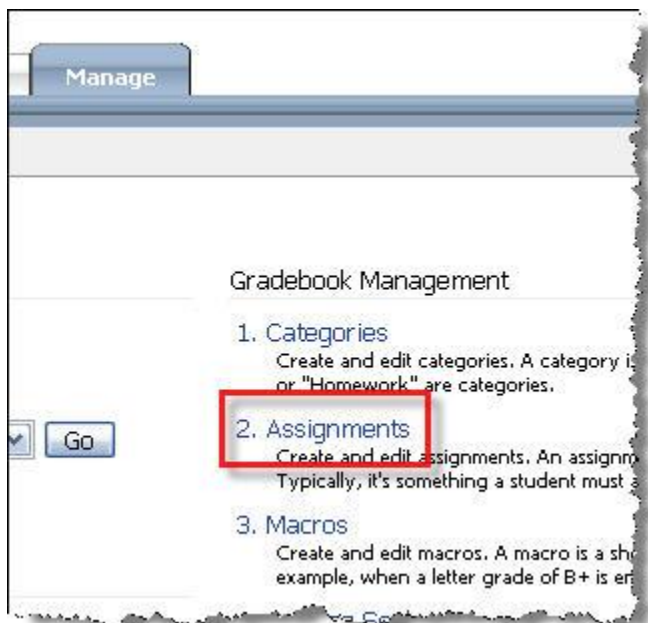 Manage
Gradebook Management
1. Categories
Create and edit categories. A category
or "Homework" are categories.
Go
2. Assignments
Create and edit assignments. An
Typically, it's something a student must
3. Macros
Create and edit macros. A macro is a
example, when a letter grade of B+ is